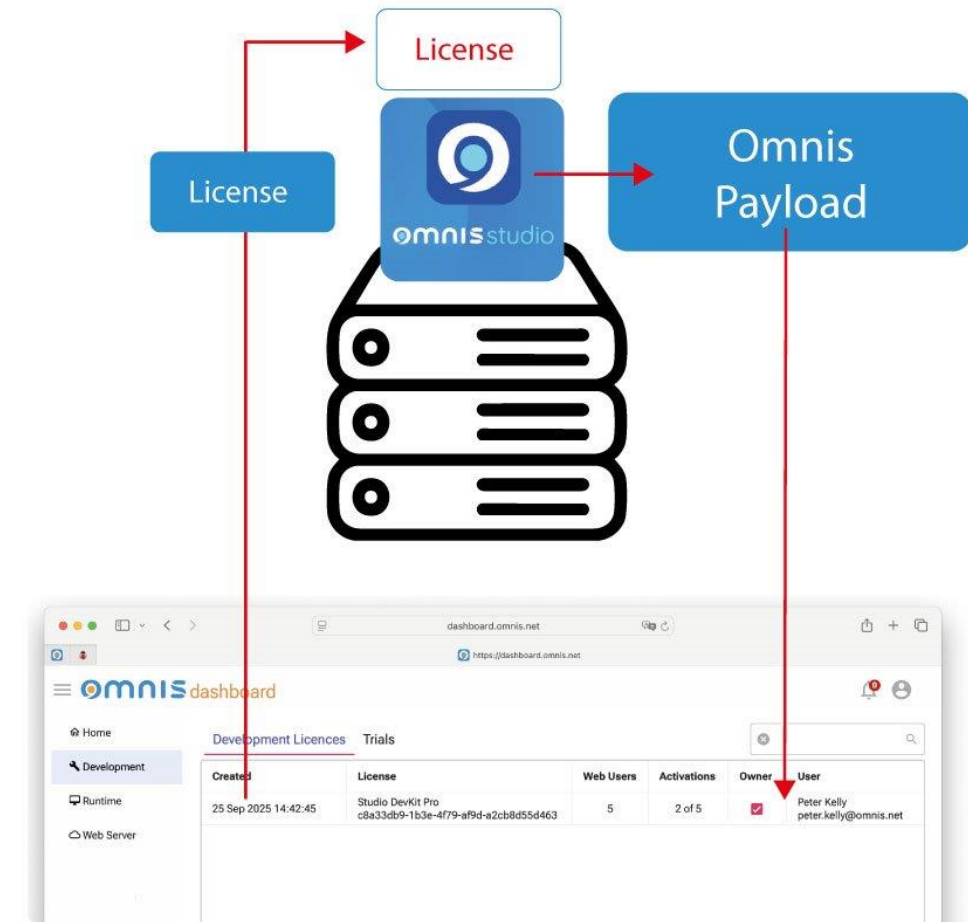 License
License
Omnis
Payload
omnis studio
dashboard.omnis.net
https://dashboard.omnis.net
omnis dashboard
0
Home
Development Licences
Trials
Development
Created
License
Web Users
Activations
Owner
User
Runtime
25 Sep 2025 14:42:45
Studio DevKit Pro
c8a33db9-1b3e-4f79-af9d-a2cb8d55d463
5
2 of 5
Peter Kelly
peter.kelly@omnis.net
Web Server